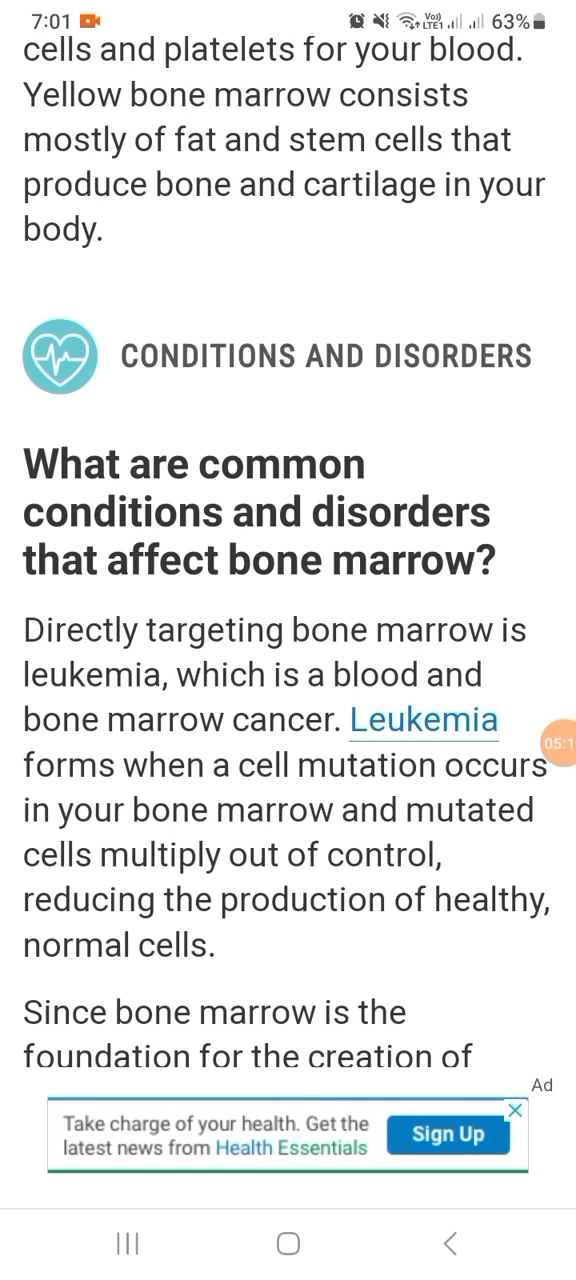 7:01
Vo) LTE1 63%
cells and platelets for your blood.
Yellow bone marrow consists
mostly of fat and stem cells that
produce bone and cartilage in your
body.
CONDITIONS AND DISORDERS
What are common
conditions and disorders
that affect bone marrow?
Directly targeting bone marrow is
leukemia, which is a blood and
bone marrow cancer. Leukemia
05:1
forms when a cell mutation occurs
in your bone marrow and mutated
cells multiply out of control,
reducing the production of healthy,
normal cells.
Since bone marrow is the
foundation for the creation of
Ad
Take charge of your health. Get the
latest news from Health Essentials
Sign Up